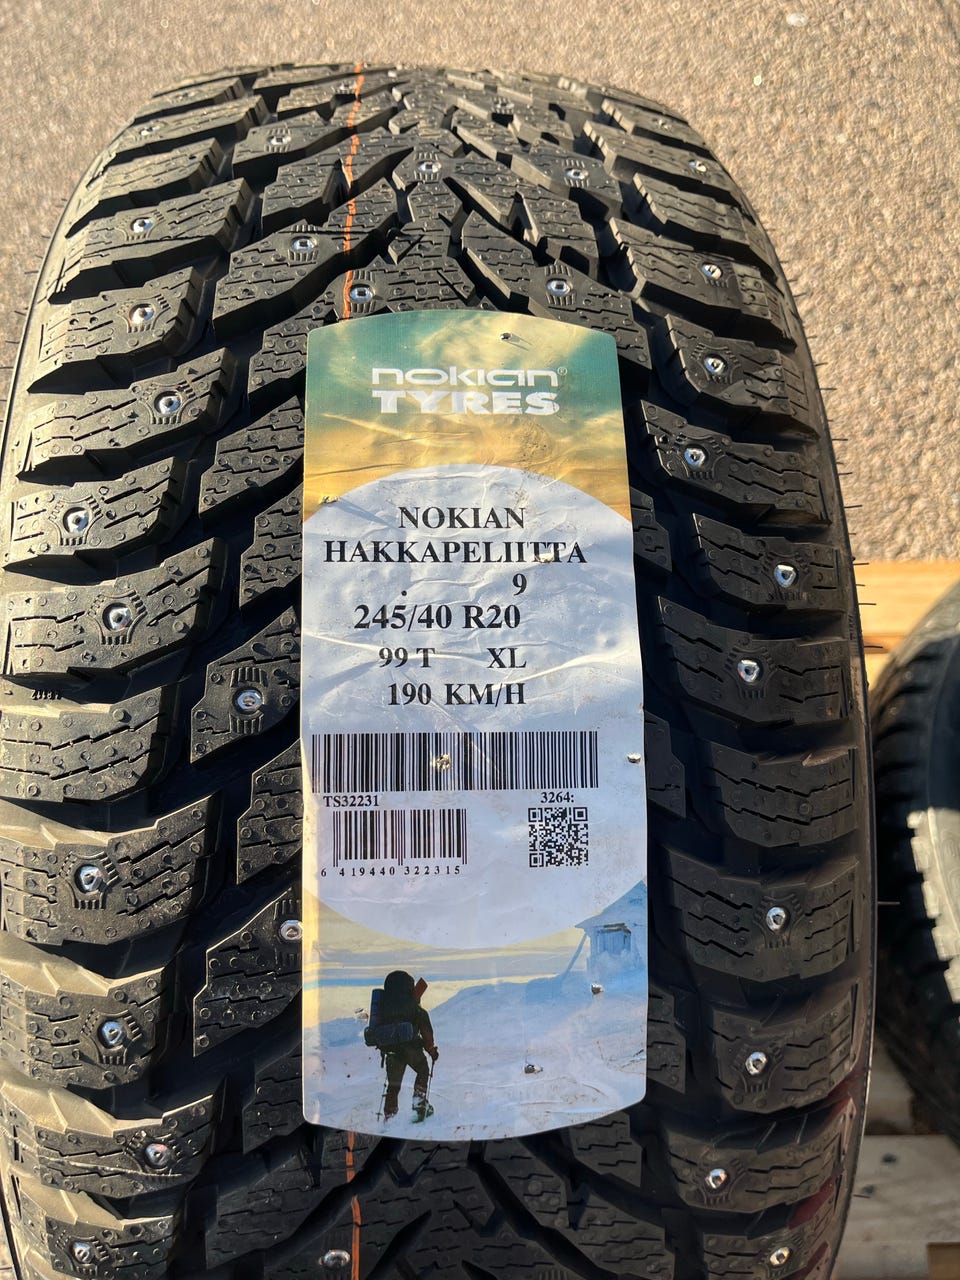 nokian®
TYRES
NOKIAN
HAKKAPELIITTA
. 9
245/40 R20
99 T XL
190 KM/H
TS32231 3264:
6 419440 322315